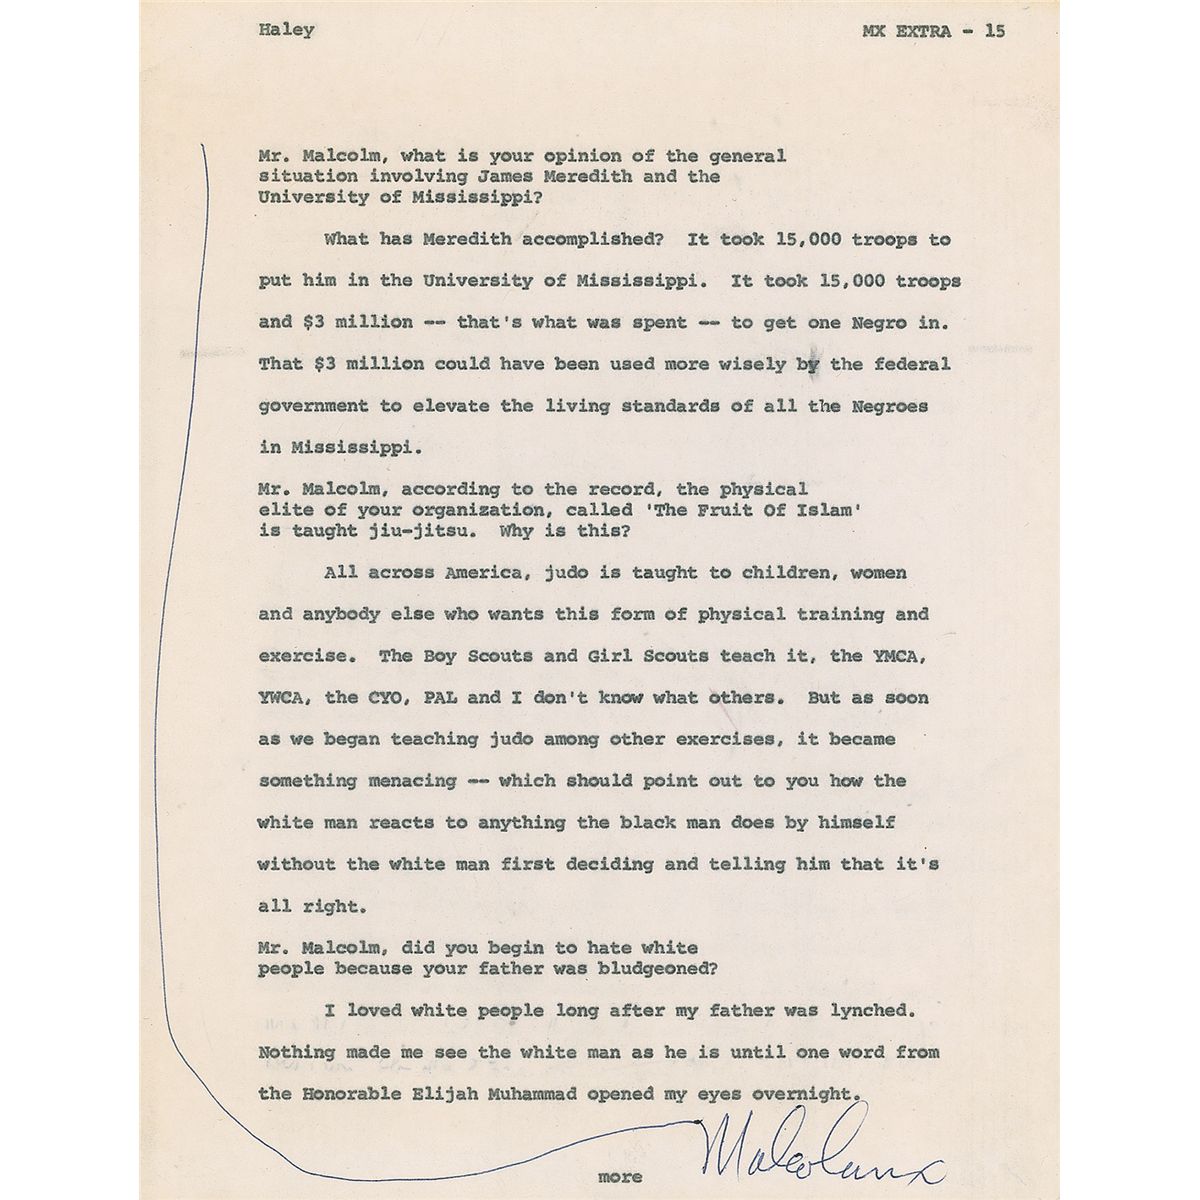 Haley MX EXTRA - 15
Mr. Malcolm, what is your opinion of the general
situation involving James Meredith and the
University of Mississippi?
What has Meredith accomplished? It took 15,000 troops to
put him in the University of Mississippi. It took 15,000 troops
and $3 million -- that's what was spent -- to get one Negro in.
That $3 million could have been used more wisely by the federal
government to elevate the living standards of all the Negroes
in Mississippi.
Mr. Malcolm, according to the record, the physical
elite of your organization, called 'The Fruit Of Islam'
is taught jiu-jitsu. Why is this?
All across America, judo is taught to children, women
and anybody else who wants this form of physical training and
exercise. The Boy Scouts and Girl Scouts teach it, the YMCA,
YWCA, the CYO, PAL and I don't know what others. But as soon
as we began teaching judo among other exercises, it became
something menacing -- which should point out to you how the
white man reacts to anything the black man does by himself
without the white man first deciding and telling him that it's
all right.
Mr. Malcolm, did you begin to hate white
people because your father was bludgeoned?
I loved white people long after my father was lynched.
Nothing made me see the white man as he is until one word from
the Honorable Elijah Muhammad opened my eyes overnight.
Malcolm X
more